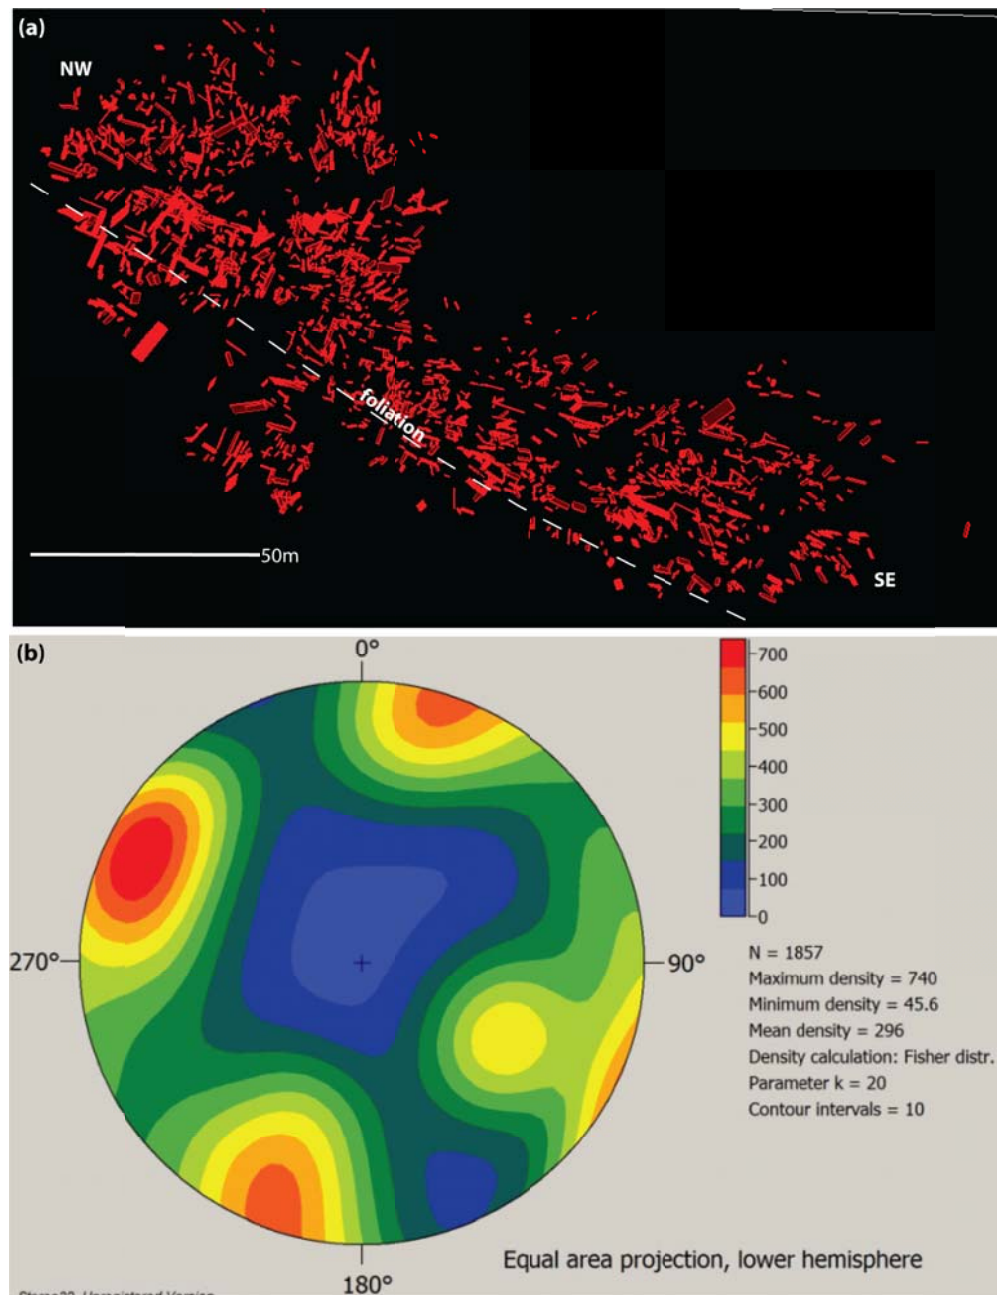 (a)
NW
foliation
50m
SE
(b)
0°
700
600
500
400
300
200
100
0
270°
90°
N = 1857
Maximum density = 740
Minimum density = 45.6
Mean density = 296
Density calculation: Fisher distr.
Parameter k = 20
Contour intervals = 10
Equal area projection, lower hemisphere
180°
Unregistered Version